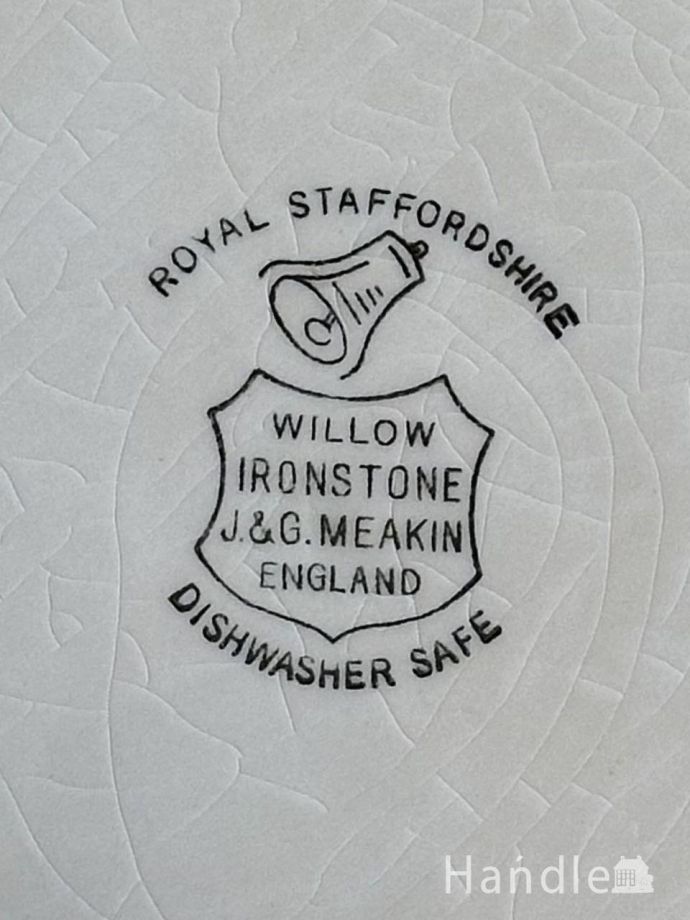 ROYAL STAFFORDSHIRE
WILLOW
IRONSTONE
J.&G. MEAKIN
ENGLAND
DISHWASHER SAFE
Handle